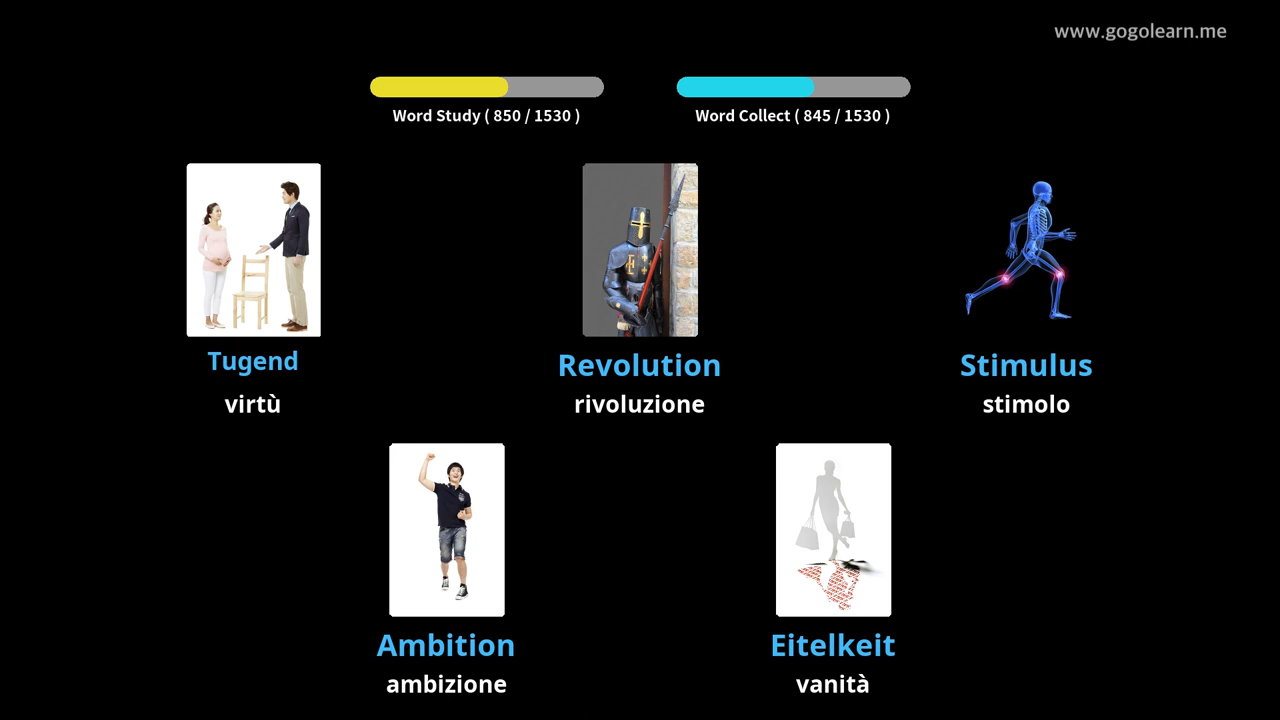 www.gogolearn.me
Word Study ( 850 / 1530 )
Word Collect ( 845 / 1530 )
Tugend
virtù
Revolution
rivoluzione
Stimulus
stimolo
Ambition
ambizione
Eitelkeit
vanità